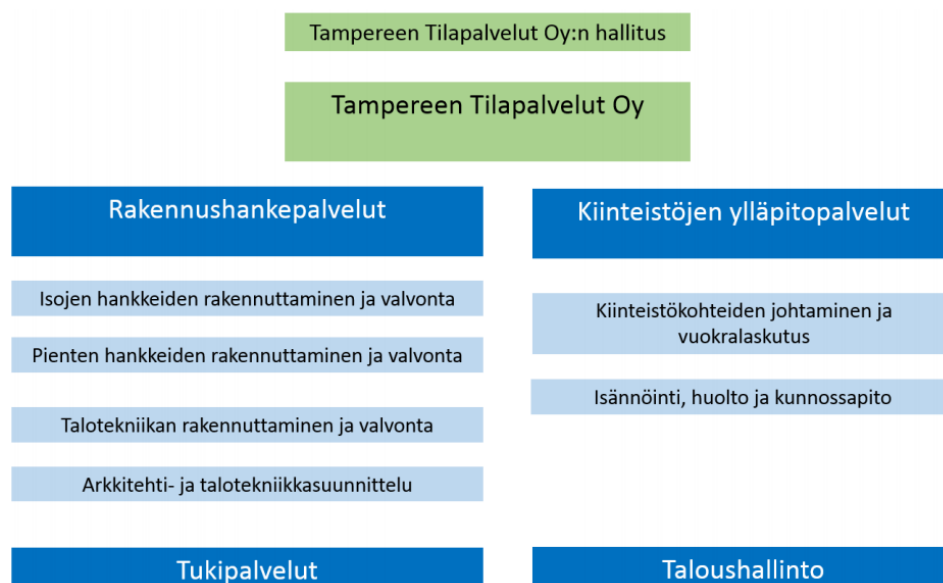 Tampereen Tilapalvelut Oy:n hallitus
Tampereen Tilapalvelut Oy
Rakennushankepalvelut
Isojen hankkeiden rakennuttaminen ja valvonta
Pienten hankkeiden rakennuttaminen ja valvonta
Talotekniikan rakennuttaminen ja valvonta
Arkkitehti- ja talotekniikkasuunnittelu
Kiinteistöjen ylläpitopalvelut
Kiinteistökohteiden johtaminen ja
vuokralaskutus
Isännöinti, huolto ja kunnossapito
Tukipalvelut
Taloushallinto